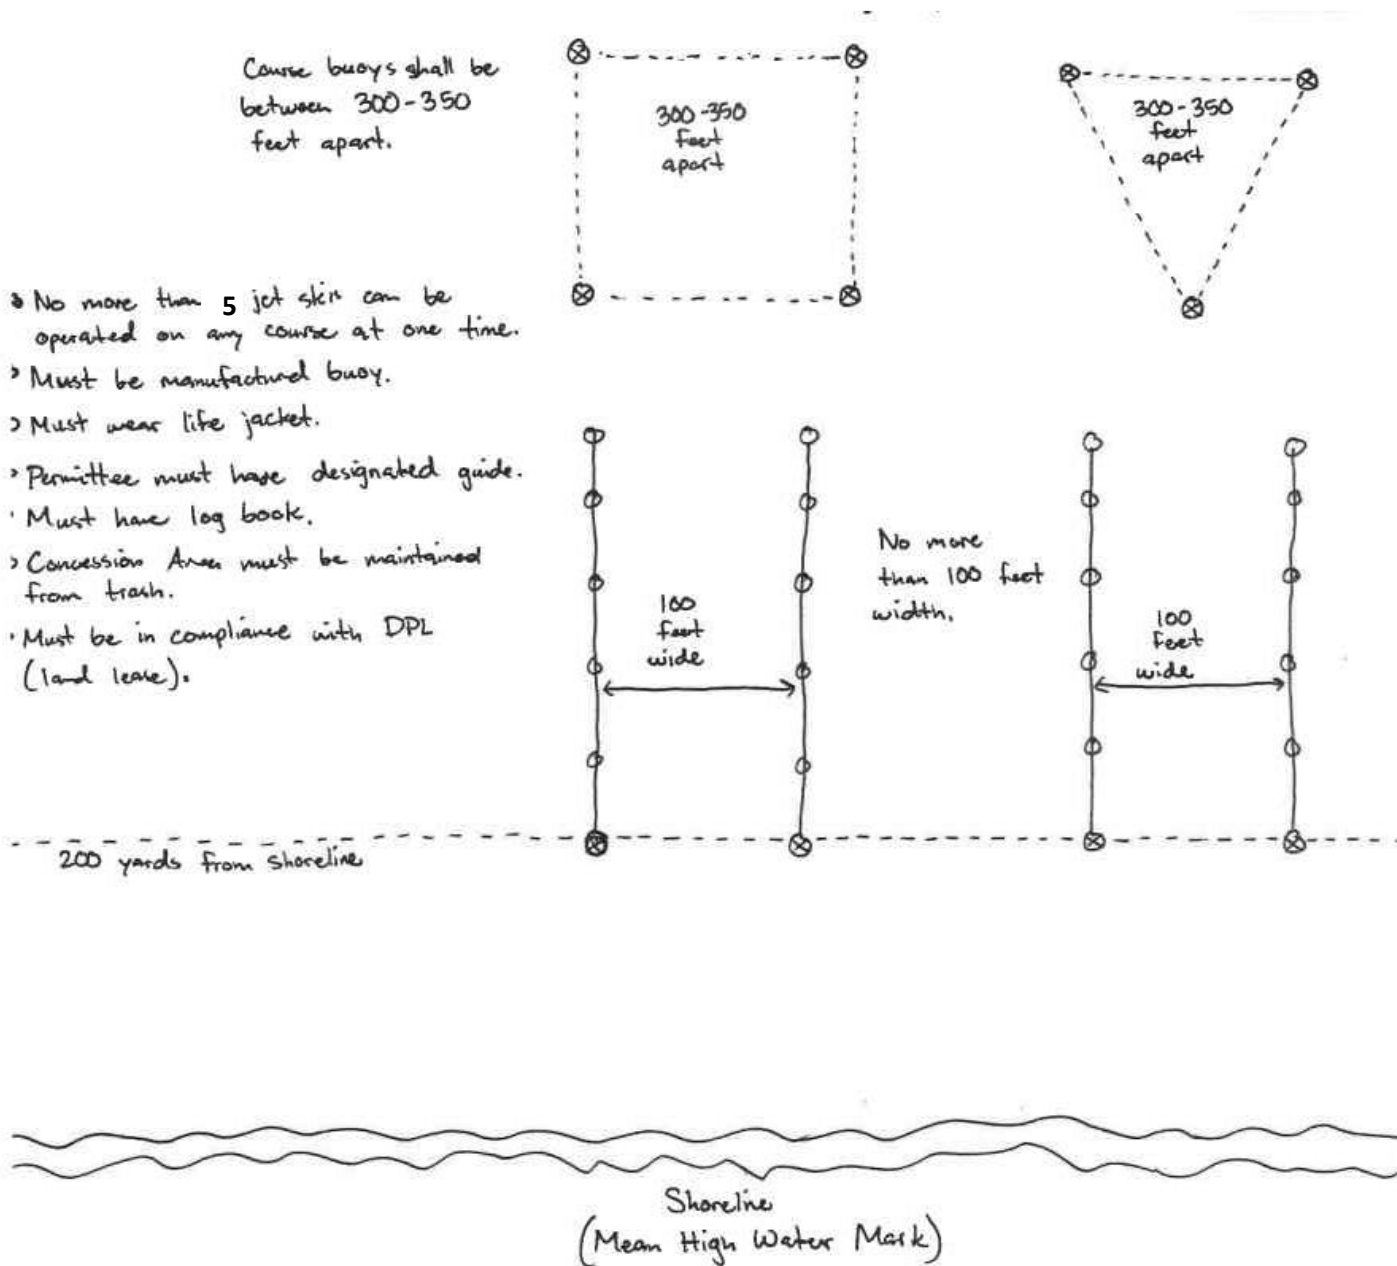 Course buoys shall be
between 300-350
feet apart.
300-350
feet
apart
300-350
feet
apart
No more than 5 jet skis can be
operated on any course at one time.
Must be manufactured buoy.
Must wear life jacket.
Permittee must have designated guide.
Must have log book.
Concession Area must be maintained
from trash.
Must be in compliance with DPL
(land lease).
100
feet
wide
No more
than 100 feet
width.
100
feet
wide
200 yards from shoreline
Shoreline
(Mean High Water Mark)